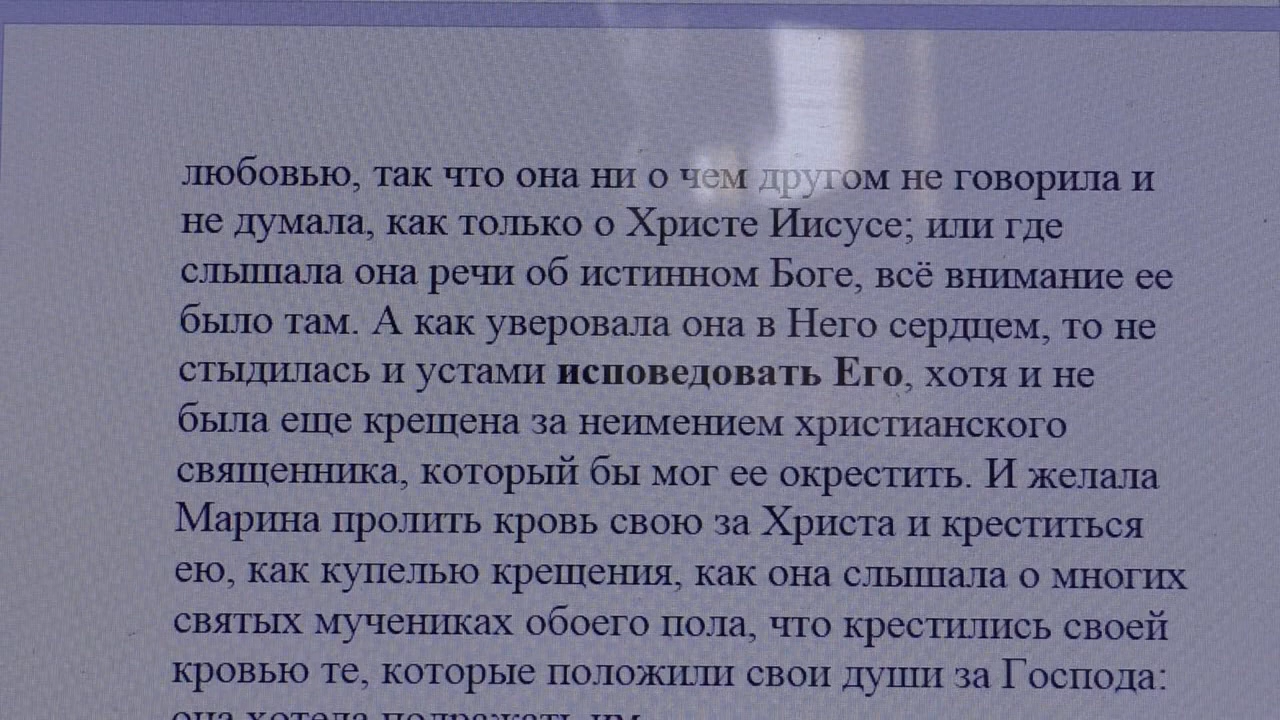 любовью, так что она ни о чем другом не говорила и
не думала, как только о Христе Иисусе; или где
слышала она речи об истинном Боге, всё внимание ее
было там. А как уверовала она в Него сердцем, то не
стыдилась и устами исповедовать Его, хотя и не
была еще крещена за неимением христианского
священника, который бы мог ее окрестить. И желала
Марина пролить кровь свою за Христа и креститься
ею, как купелью крещения, как она слышала о многих
святых мучениках обоего пола, что крестились своей
кровью те, которые положили свои души за Господа:
она хотела подражать им